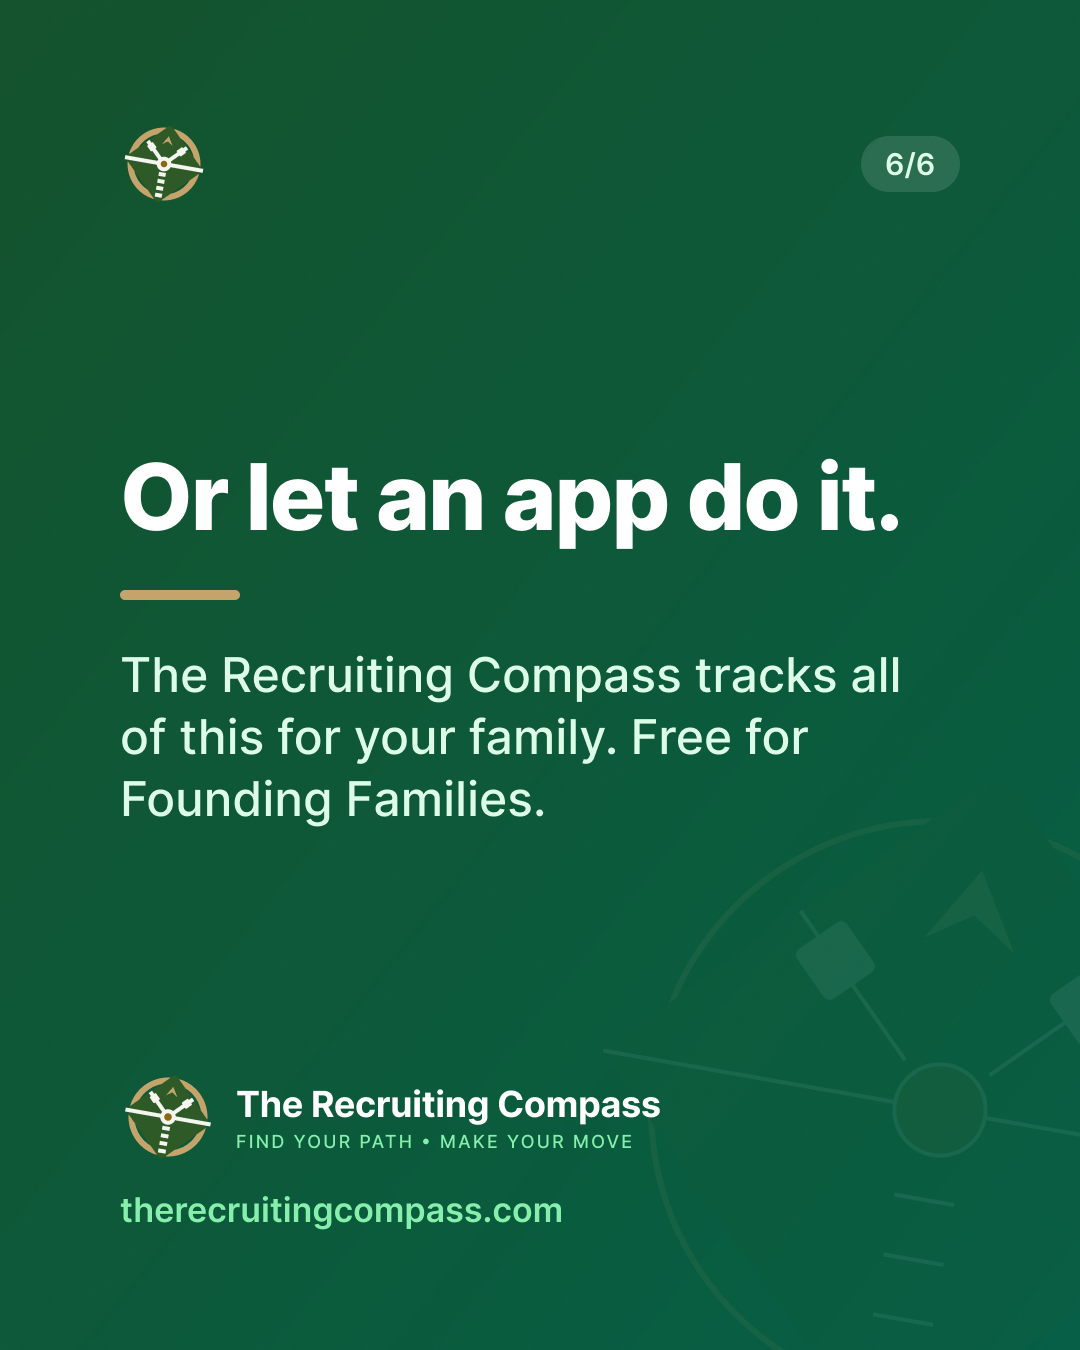 6/6
Or let an app do it.
The Recruiting Compass tracks all
of this for your family. Free for
Founding Families.
The Recruiting Compass
FIND YOUR PATH • MAKE YOUR MOVE
therecruitingcompass.com